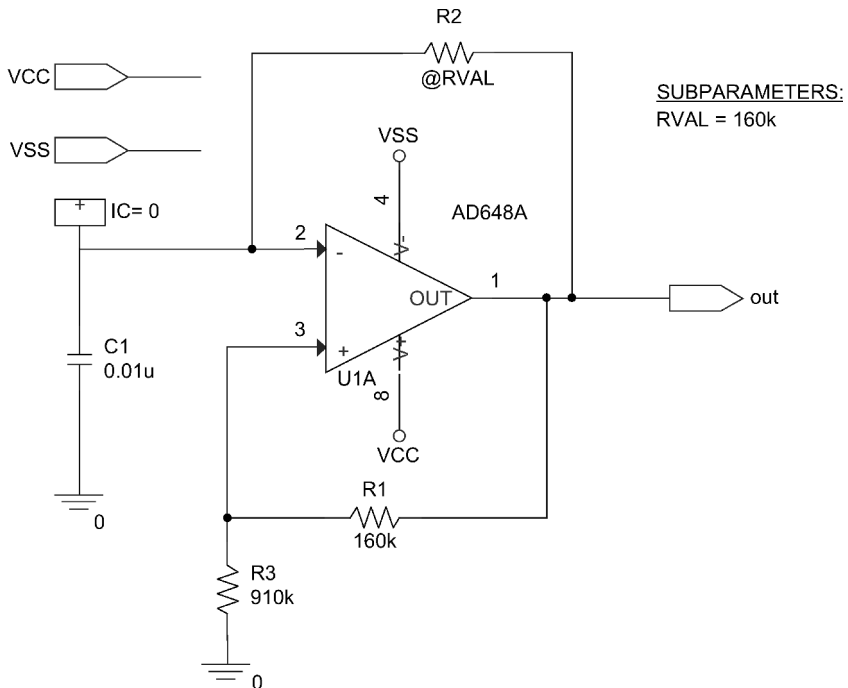 R2
@RVAL
VCC
VSS
SUBPARAMETERS:
RVAL = 160k
VSS
+
IC= 0
4
AD648A
2
V-
-
OUT
1
out
3
+
V+
U1A
8
C1
0.01u
VCC
R1
160k
0
R3
910k
0